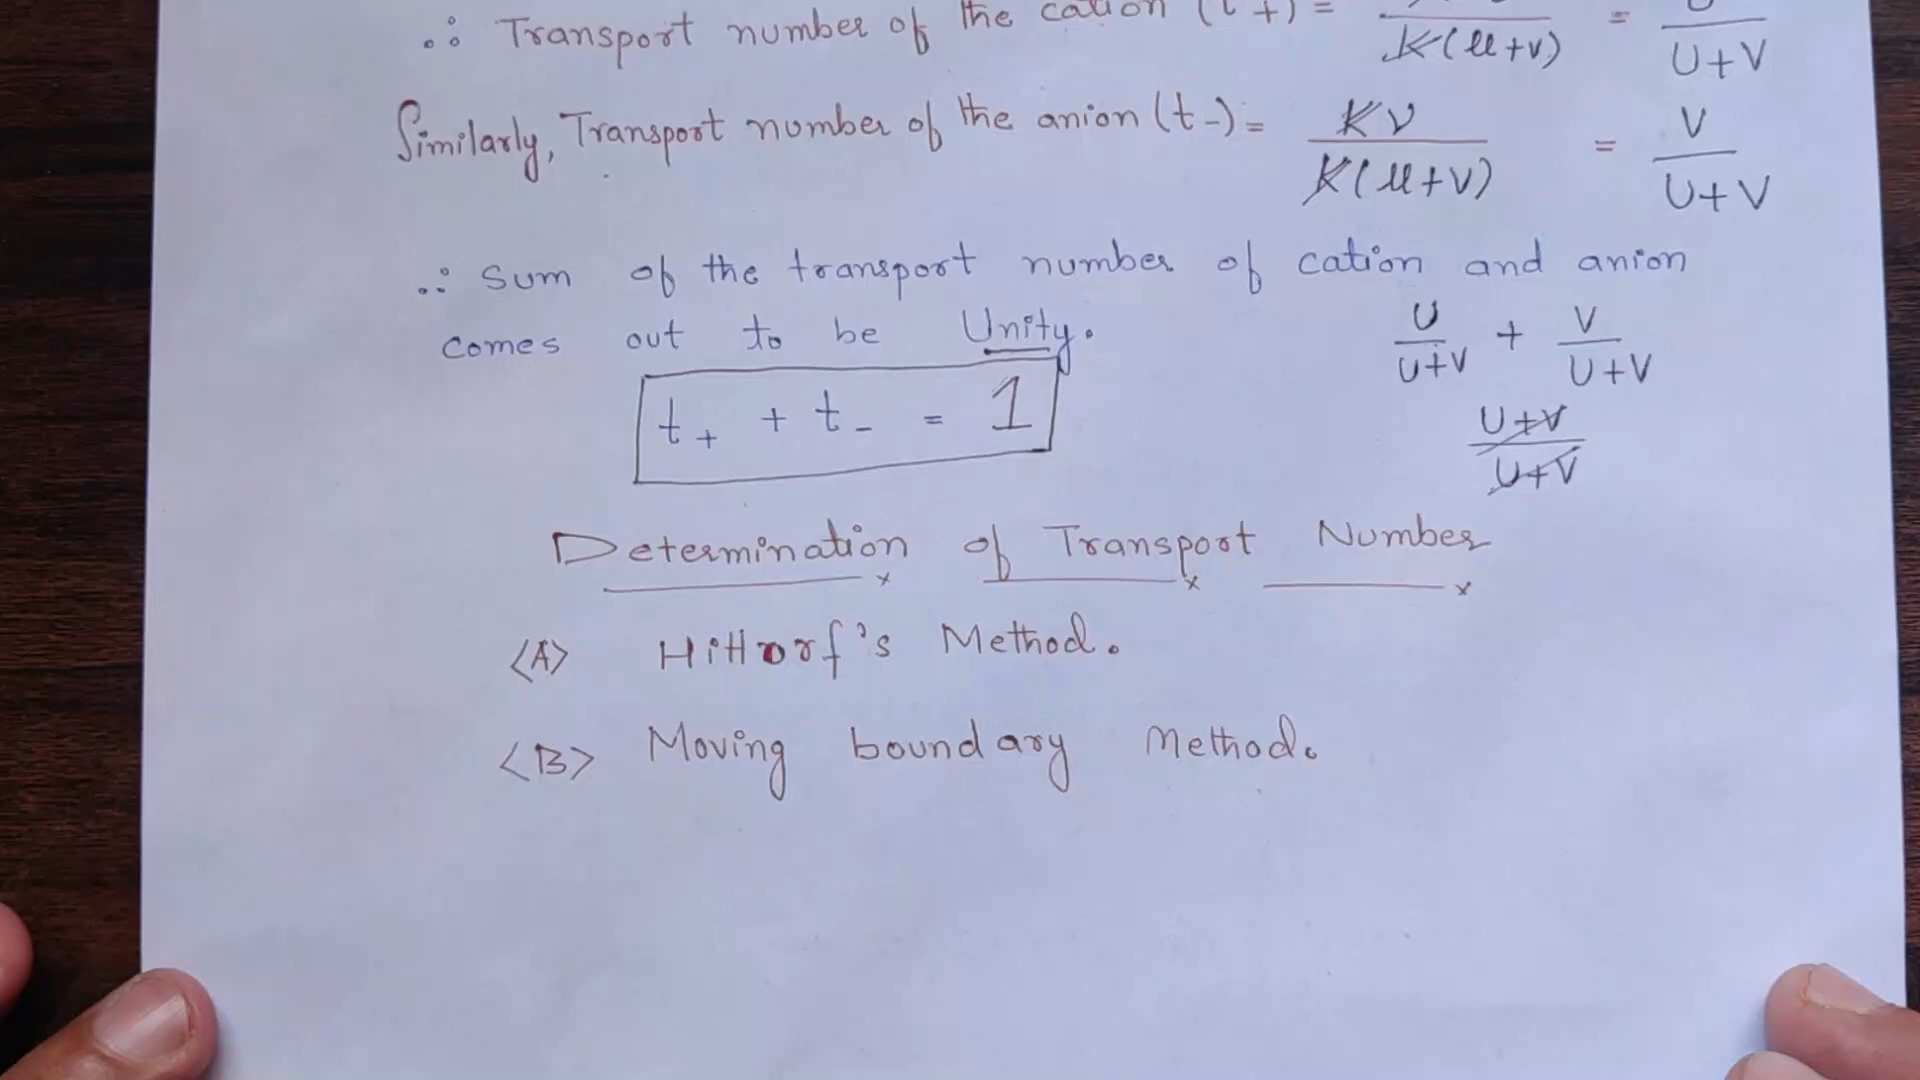 ∴ Transport number of the cation (t+) = K(u+v) = U/U+V
Similarly, Transport number of the anion (t-) = KV/K(u+v) = V/U+V
∴ Sum of the transport number of cation and anion
comes out to be Unity.
U/U+V + V/U+V
t+ + t- = 1
U+V/U+V
Determination of Transport Number
<A> Hittorf's Method.
<B> Moving boundary Method.